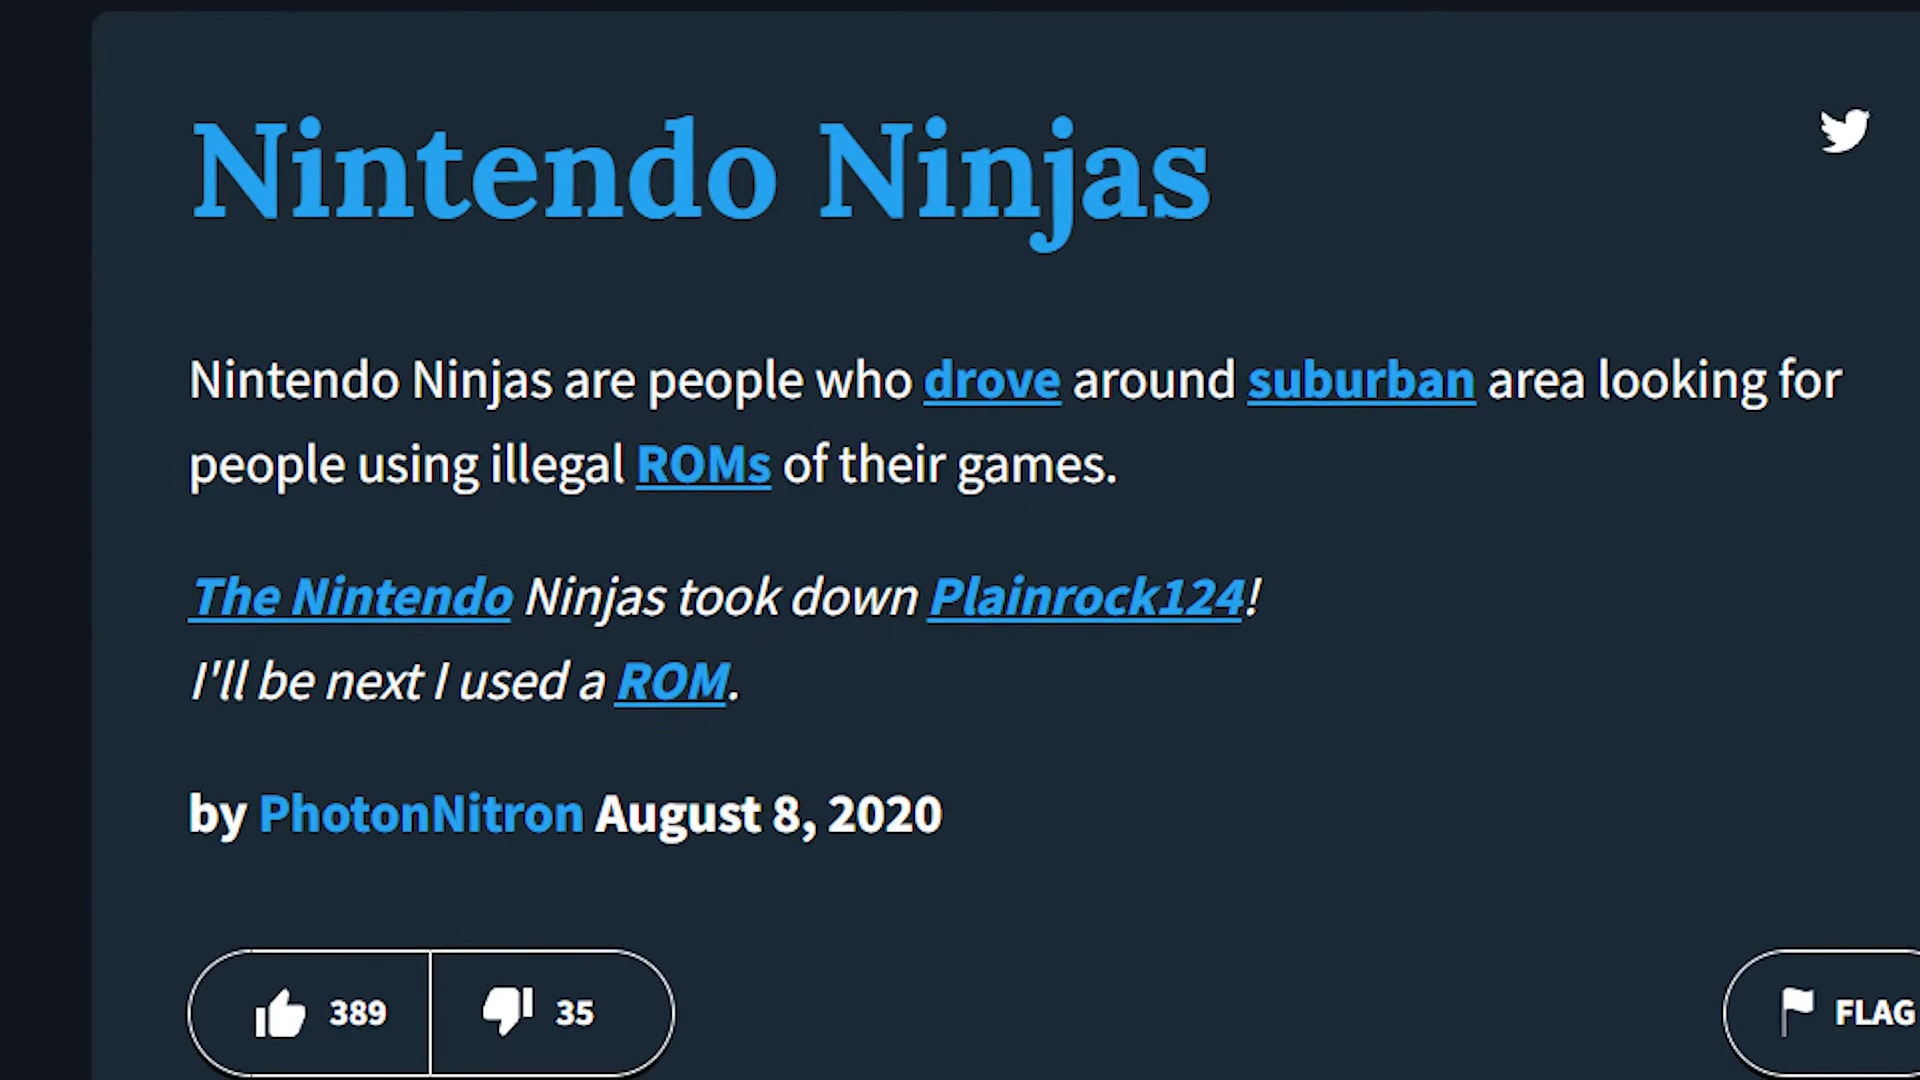 Nintendo Ninjas
Nintendo Ninjas are people who drove around suburban area looking for
people using illegal ROMs of their games.
The Nintendo Ninjas took down Plainrock124!
I'll be next I used a ROM.
by PhotonNitron August 8, 2020
389 35 FLAG